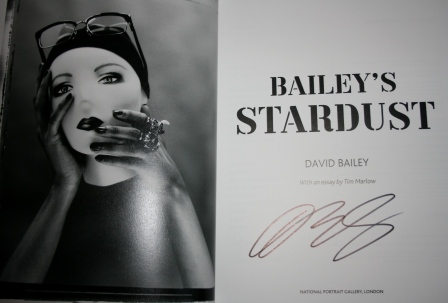 BAILEY'S
STARDUST
DAVID BAILEY
With an essay by Tim Marlow
NATIONAL PORTRAIT GALLERY, LONDON